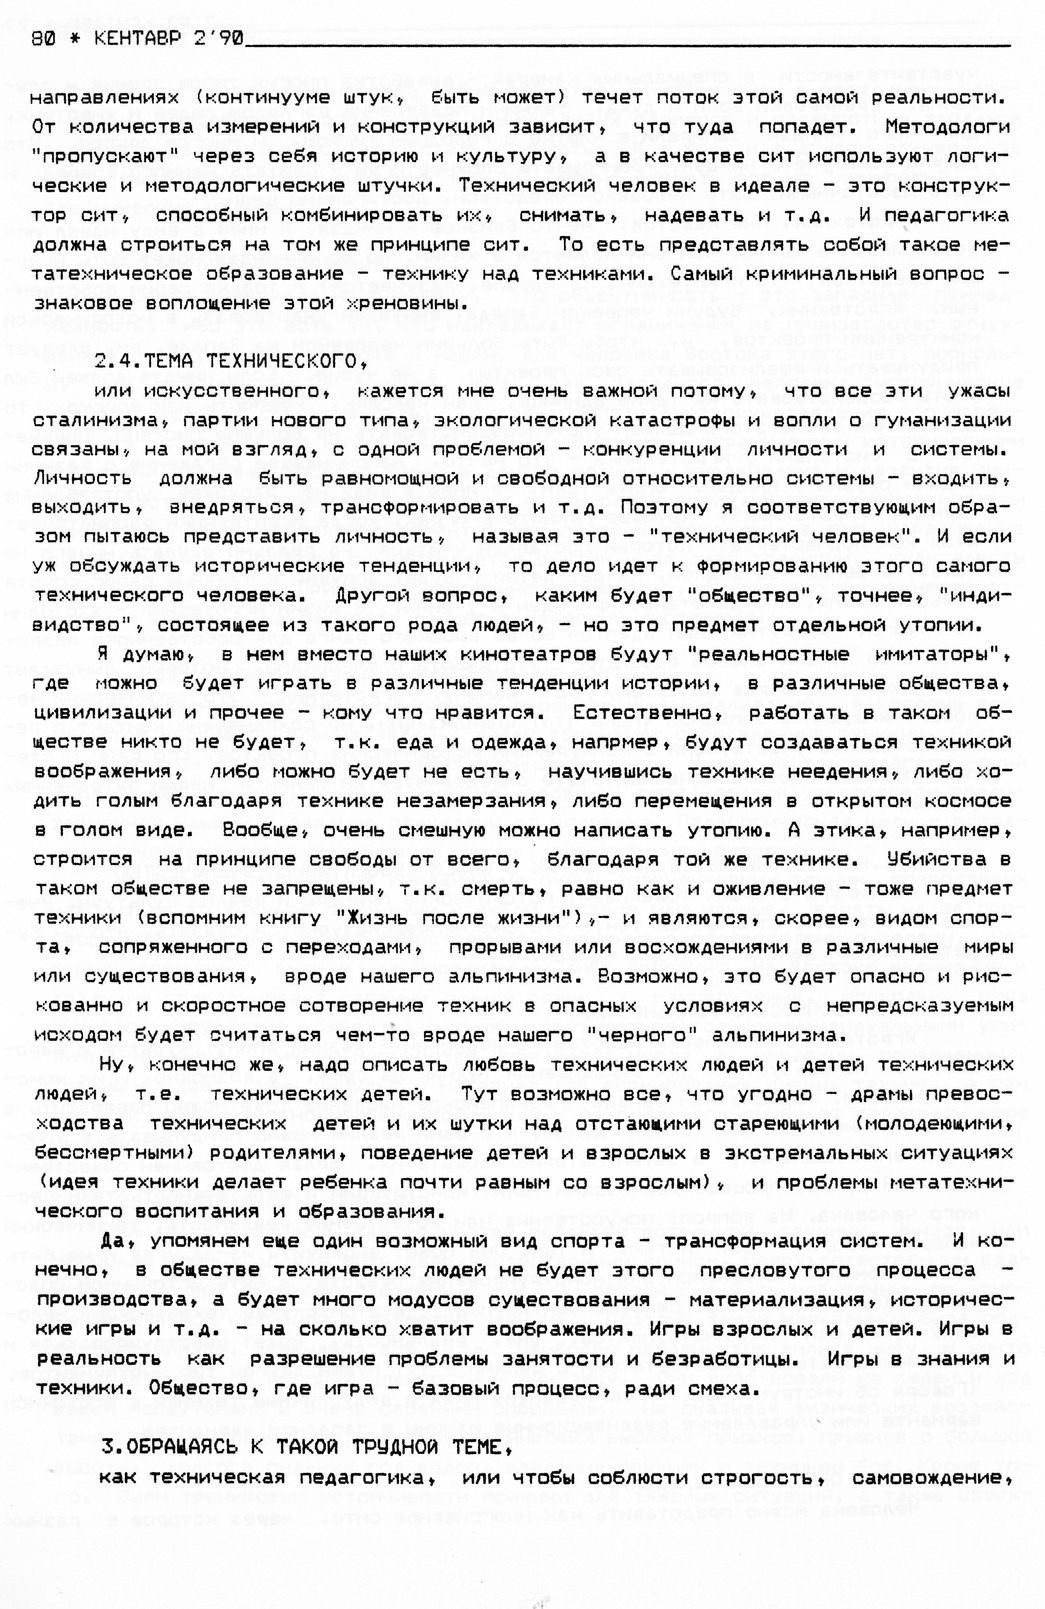 80 * КЕНТАВР 2'90
направлениях (континууме штук, быть может) течет поток этой самой реальности.
От количества измерений и конструкций зависит, что туда попадет. Методологи
"пропускают" через себя историю и культуру, а в качестве сит используют логи-
ческие и методологические штучки. Технический человек в идеале - это конструк-
тор сит, способный комбинировать их, снимать, надевать и т.д. И педагогика
должна строиться на том же принципе сит. То есть представлять собой такое ме-
татехническое образование - технику над техниками. Самый криминальный вопрос -
знаковое воплощение этой хреновины.
2.4.ТЕМА ТЕХНИЧЕСКОГО,
или искусственного, кажется мне очень важной потому, что все эти ужасы
сталинизма, партии нового типа, экологической катастрофы и вопли о гуманизации
связаны, на мой взгляд, с одной проблемой - конкуренции личности и системы.
Личность должна быть равномощной и свободной относительно системы - входить,
выходить, внедряться, трансформировать и т.д. Поэтому я соответствующим обра-
зом пытаюсь представить личность, называя это - "технический человек". И если
уж обсуждать исторические тенденции, то дело идет к формированию этого самого
технического человека. Другой вопрос, каким будет "общество", точнее, "инди-
видство", состоящее из такого рода людей, - но это предмет отдельной утопии.
Я думаю, в нем вместо наших кинотеатров будут "реальностные имитаторы",
где можно будет играть в различные тенденции истории, в различные общества,
цивилизации и прочее - кому что нравится. Естественно, работать в таком об-
ществе никто не будет, т.к. еда и одежда, напрмер, будут создаваться техникой
воображения, либо можно будет не есть, научившись технике неедения, либо хо-
дить голым благодаря технике незамерзания, либо перемещения в открытом космосе
в голом виде. Вообще, очень смешную можно написать утопию. А этика, например,
строится на принципе свободы от всего, благодаря той же технике. Убийства в
таком обществе не запрещены, т.к. смерть, равно как и оживление - тоже предмет
техники (вспомним книгу "Жизнь после жизни"),- и являются, скорее, видом спор-
та, сопряженного с переходами, прорывами или восхождениями в различные миры
или существования, вроде нашего альпинизма. Возможно, это будет опасно и рис-
кованно и скоростное сотворение техник в опасных условиях с непредсказуемым
исходом будет считаться чем-то вроде нашего "черного" альпинизма.
Ну, конечно же, надо описать любовь технических людей и детей технических
людей, т.е. технических детей. Тут возможно все, что угодно - драмы превос-
ходства технических детей и их шутки над отстающими стареющими (молодеющими,
бессмертными) родителями, поведение детей и взрослых в экстремальных ситуациях
(идея техники делает ребенка почти равным со взрослым), и проблемы метатехни-
ческого воспитания и образования.
Да, упомянем еще один возможный вид спорта - трансформация систем. И ко-
нечно, в обществе технических людей не будет этого пресловутого процесса -
производства, а будет много модусов существования - материализация, историчес-
кие игры и т.д. - на сколько хватит воображения. Игры взрослых и детей. Игры в
реальность как разрешение проблемы занятости и безработицы. Игры в знания и
техники. Общество, где игра - базовый процесс, ради смеха.
3.ОБРАЩАЯСЬ К ТАКОЙ ТРУДНОЙ ТЕМЕ,
как техническая педагогика, или чтобы соблюсти строгость, самовождение,